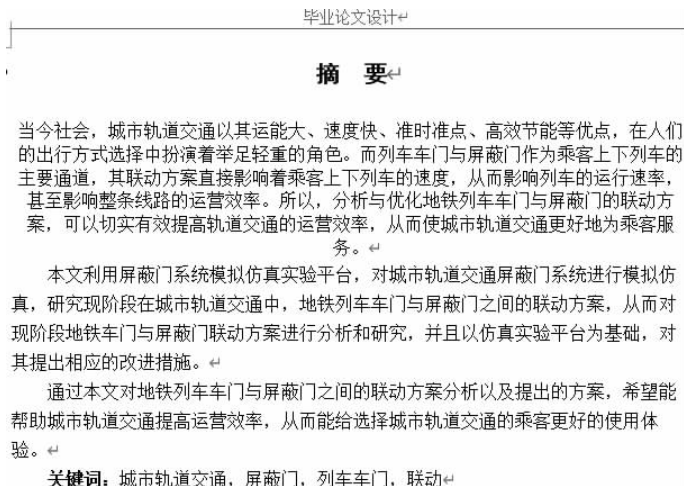 毕业论文设计
摘 要
当今社会，城市轨道交通以其运能大、速度快、准时准点、高效节能等优点，在人们
的出行方式选择中扮演着举足轻重的角色。而列车车门与屏蔽门作为乘客上下列车的
主要通道，其联动方案直接影响着乘客上下列车的速度，从而影响列车的运行速率，
甚至影响整条线路的运营效率。所以，分析与优化地铁列车车门与屏蔽门的联动方
案，可以切实有效提高轨道交通的运营效率，从而使城市轨道交通更好地为乘客服
务。
本文利用屏蔽门系统模拟仿真实验平台，对城市轨道交通屏蔽门系统进行模拟仿
真，研究现阶段在城市轨道交通中，地铁列车车门与屏蔽门之间的联动方案，从而对
现阶段地铁车门与屏蔽门联动方案进行分析和研究，并且以仿真实验平台为基础，对
其提出相应的改进措施。
通过本文对地铁列车车门与屏蔽门之间的联动方案分析以及提出的方案，希望能
帮助城市轨道交通提高运营效率，从而能给选择城市轨道交通的乘客更好的使用体
验。
关键词：城市轨道交通，屏蔽门，列车车门，联动